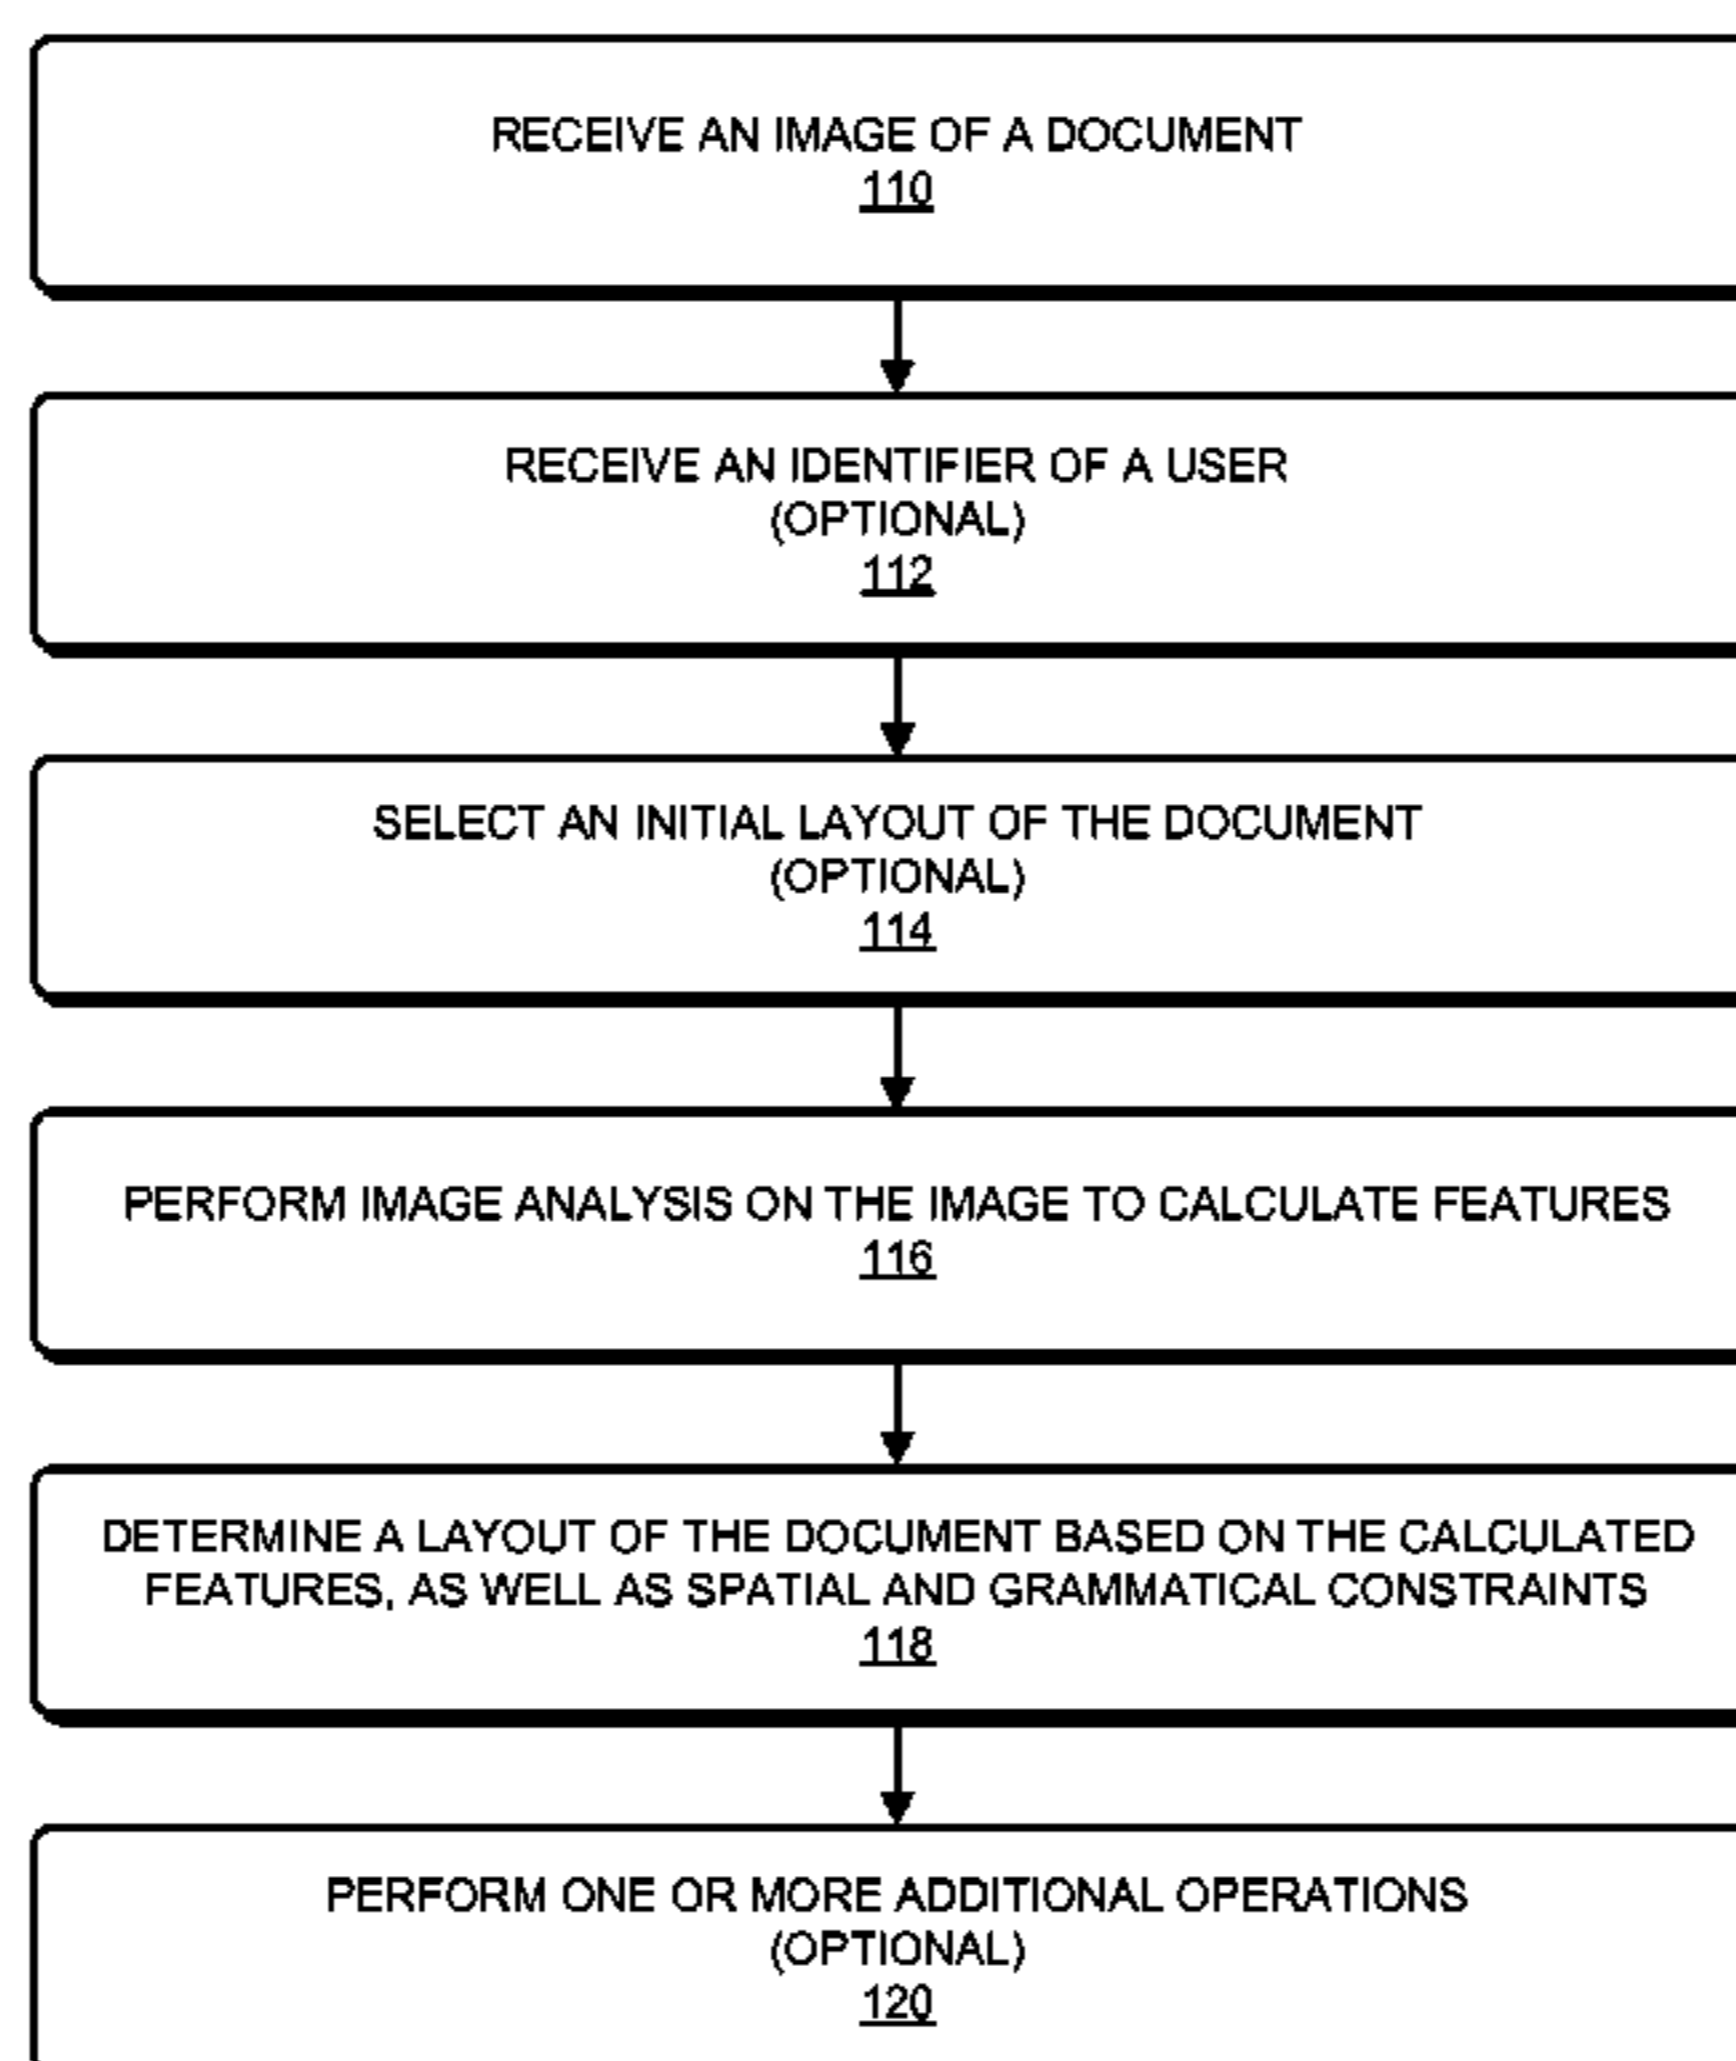 RECEIVE AN IMAGE OF A DOCUMENT
110
RECEIVE AN IDENTIFIER OF A USER
(OPTIONAL)
112
SELECT AN INITIAL LAYOUT OF THE DOCUMENT
(OPTIONAL)
114
PERFORM IMAGE ANALYSIS ON THE IMAGE TO CALCULATE FEATURES
116
DETERMINE A LAYOUT OF THE DOCUMENT BASED ON THE CALCULATED
FEATURES, AS WELL AS SPATIAL AND GRAMMATICAL CONSTRAINTS
118
PERFORM ONE OR MORE ADDITIONAL OPERATIONS
(OPTIONAL)
120